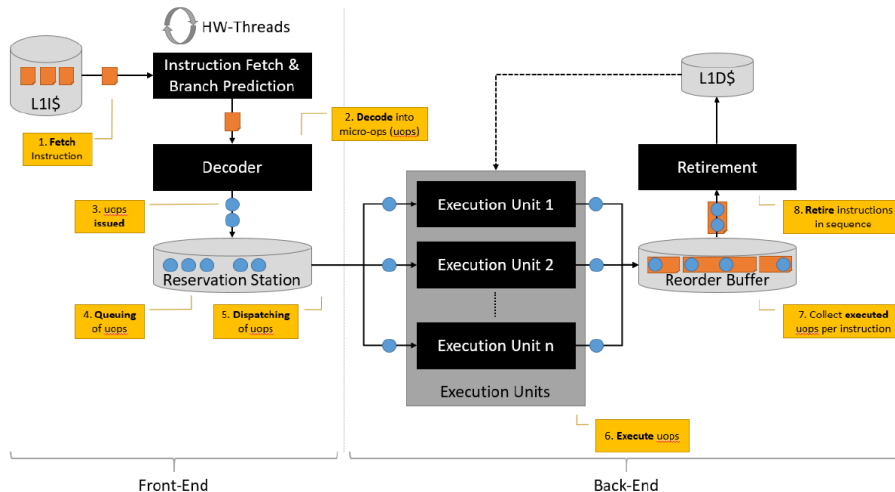 HW-Threads
L1I$
Instruction Fetch &
Branch Prediction
1. Fetch
Instruction
2. Decode into
micro-ops (uops)
Decoder
3. uops
issued
Reservation Station
4. Queuing
of uops
5. Dispatching
of uops
Execution Unit 1
Execution Unit 2
Execution Unit n
Execution Units
6. Execute uops
L1D$
Retirement
8. Retire instructions
in sequence
Reorder Buffer
7. Collect executed
uops per instruction
Front-End
Back-End